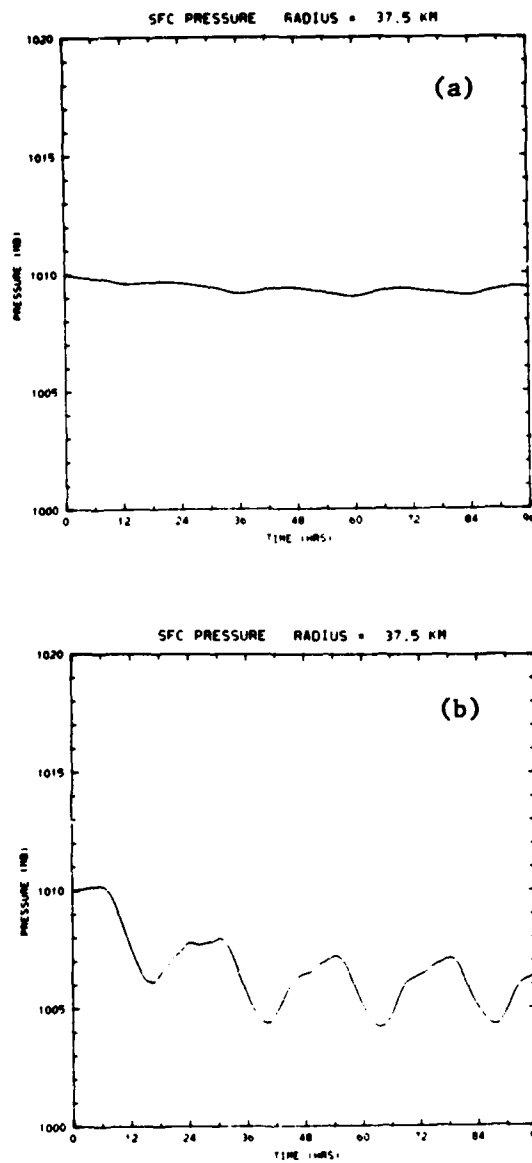 SFC PRESSURE RADIUS = 37.5 KM
(a)
1020
1015
1010
1005
1000
PRESSURE (MB)
0 12 24 36 48 60 72 84 96
TIME (HRS)
SFC PRESSURE RADIUS = 37.5 KM
(b)
1020
1015
1010
1005
1000
PRESSURE (MB)
0 12 24 36 48 60 72 84
TIME (HRS)